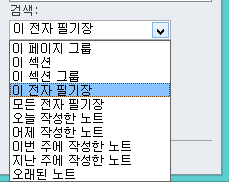 검색:
이 전자 필기장
이 페이지 그룹
이 섹션
이 섹션 그룹
이 전자 필기장
모든 전자 필기장
오늘 작성한 노트
어제 작성한 노트
이번 주에 작성한 노트
지난 주에 작성한 노트
오래된 노트